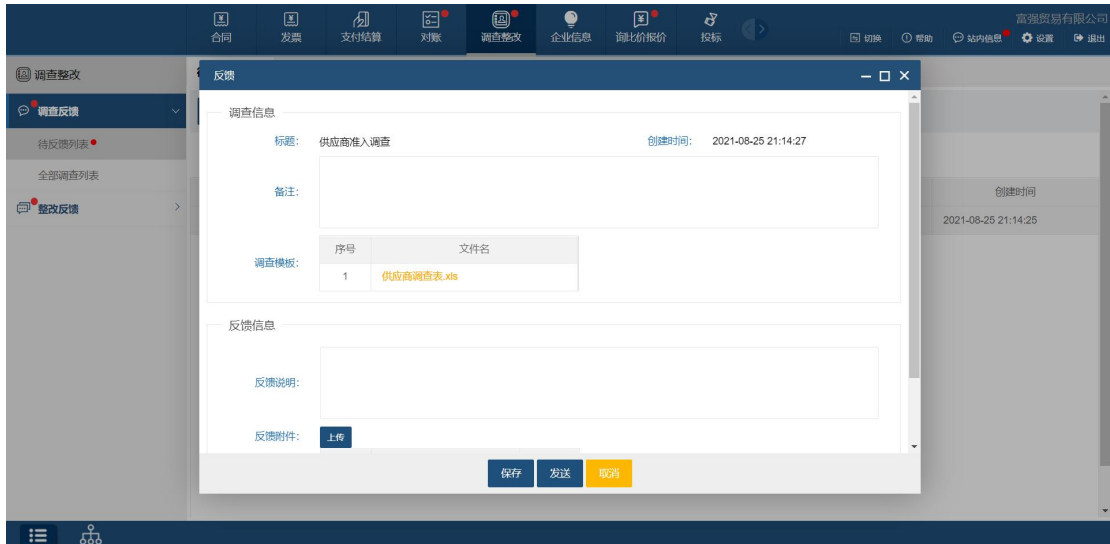 富强贸易有限公司
合同 发票 支付结算 对账 调查整改 企业信息 询比价报价 投标
切换 帮助 站内信息 设置 退出
调查整改
调查反馈
待反馈列表
全部调查列表
整改反馈
反馈
调查信息
标题: 供应商准入调查 创建时间: 2021-08-25 21:14:27
备注:
调查模板:
序号 文件名
1 供应商调查表.xls
反馈信息
反馈说明:
反馈附件: 上传
保存 发送 取消
创建时间
2021-08-25 21:14:25